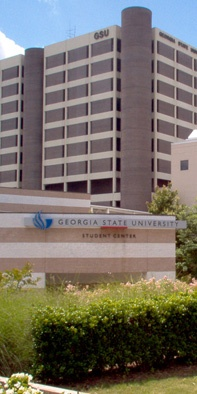 GSU
GEORGIA STATE UNIVERSITY
STUDENT CENTER